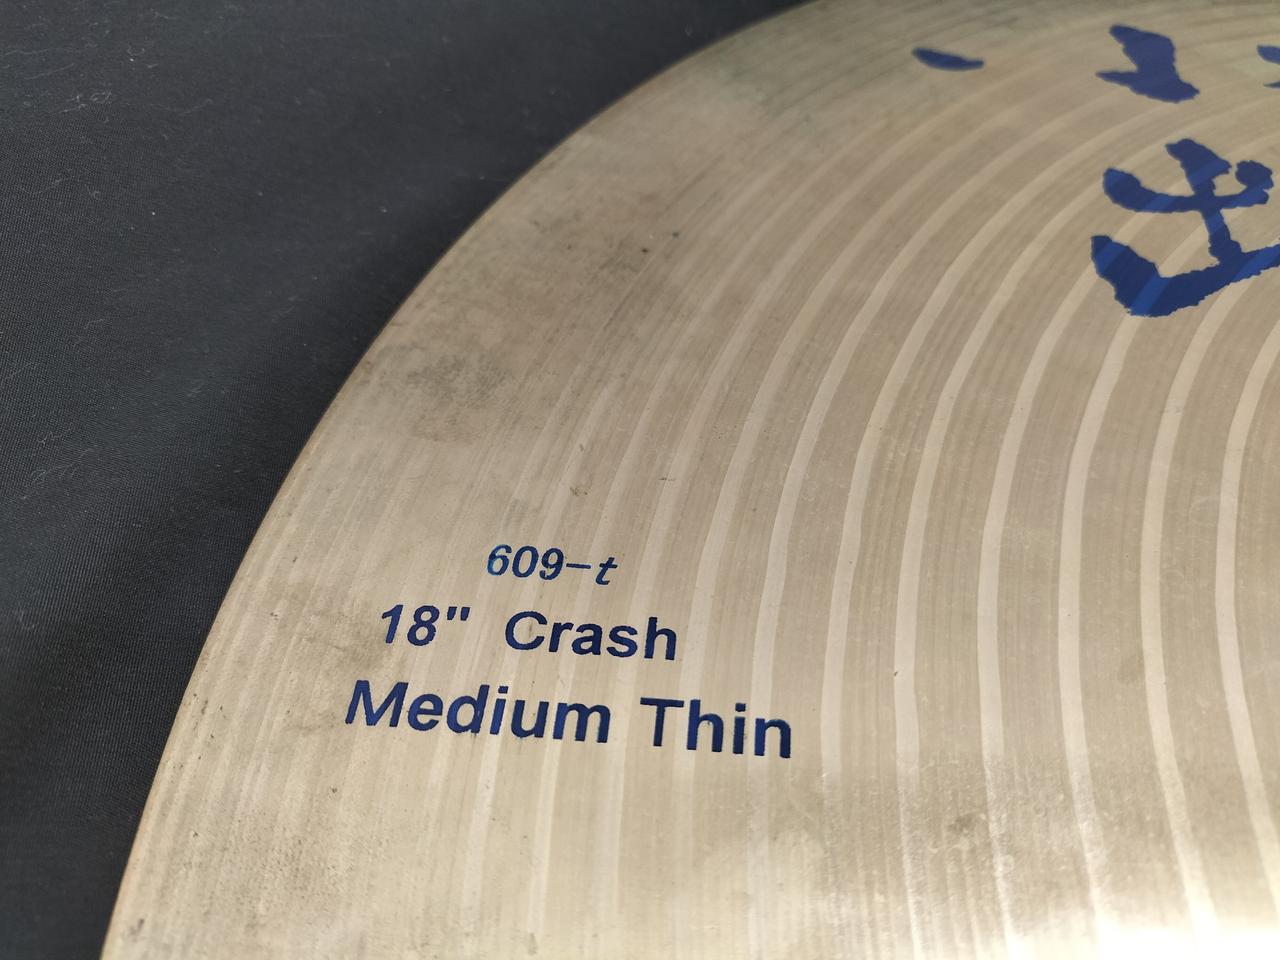 609-t
18" Crash
Medium Thin